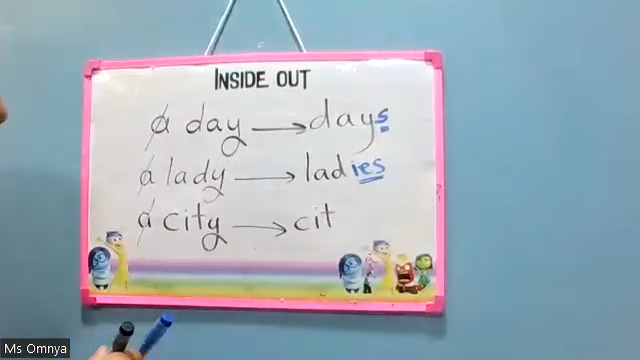 INSIDE OUT
a day → days
a lady → ladies
a city → cit
Ms Omnya